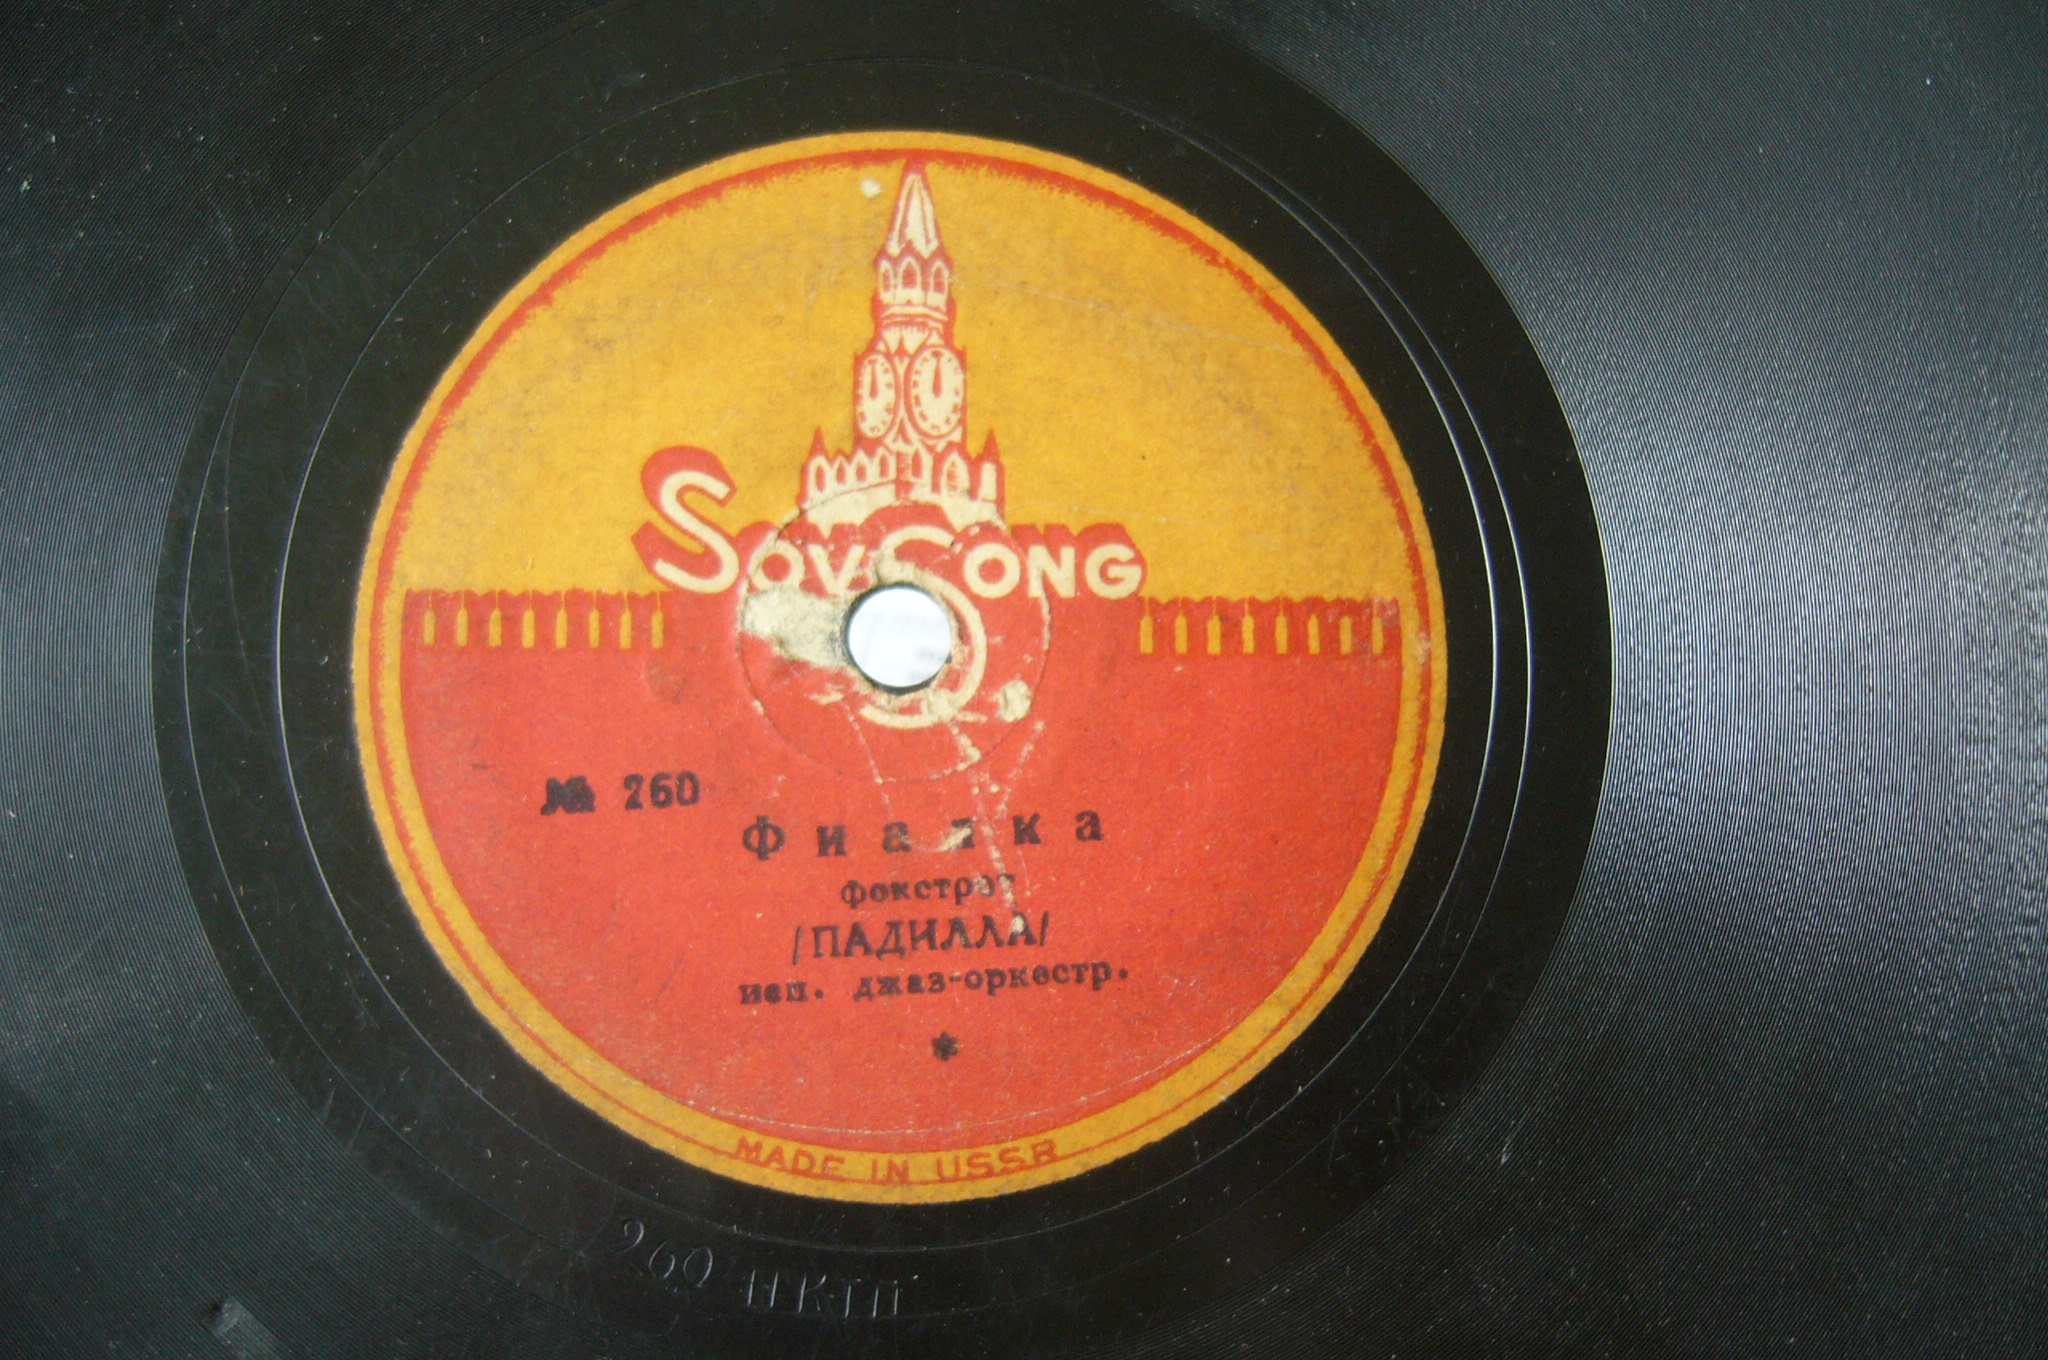 SovSong
№ 260
Фиалка
фокстрот
/ПАДИЛЛА/
исп. джаз-оркестр.
*
MADE IN USSR
260 НКТП